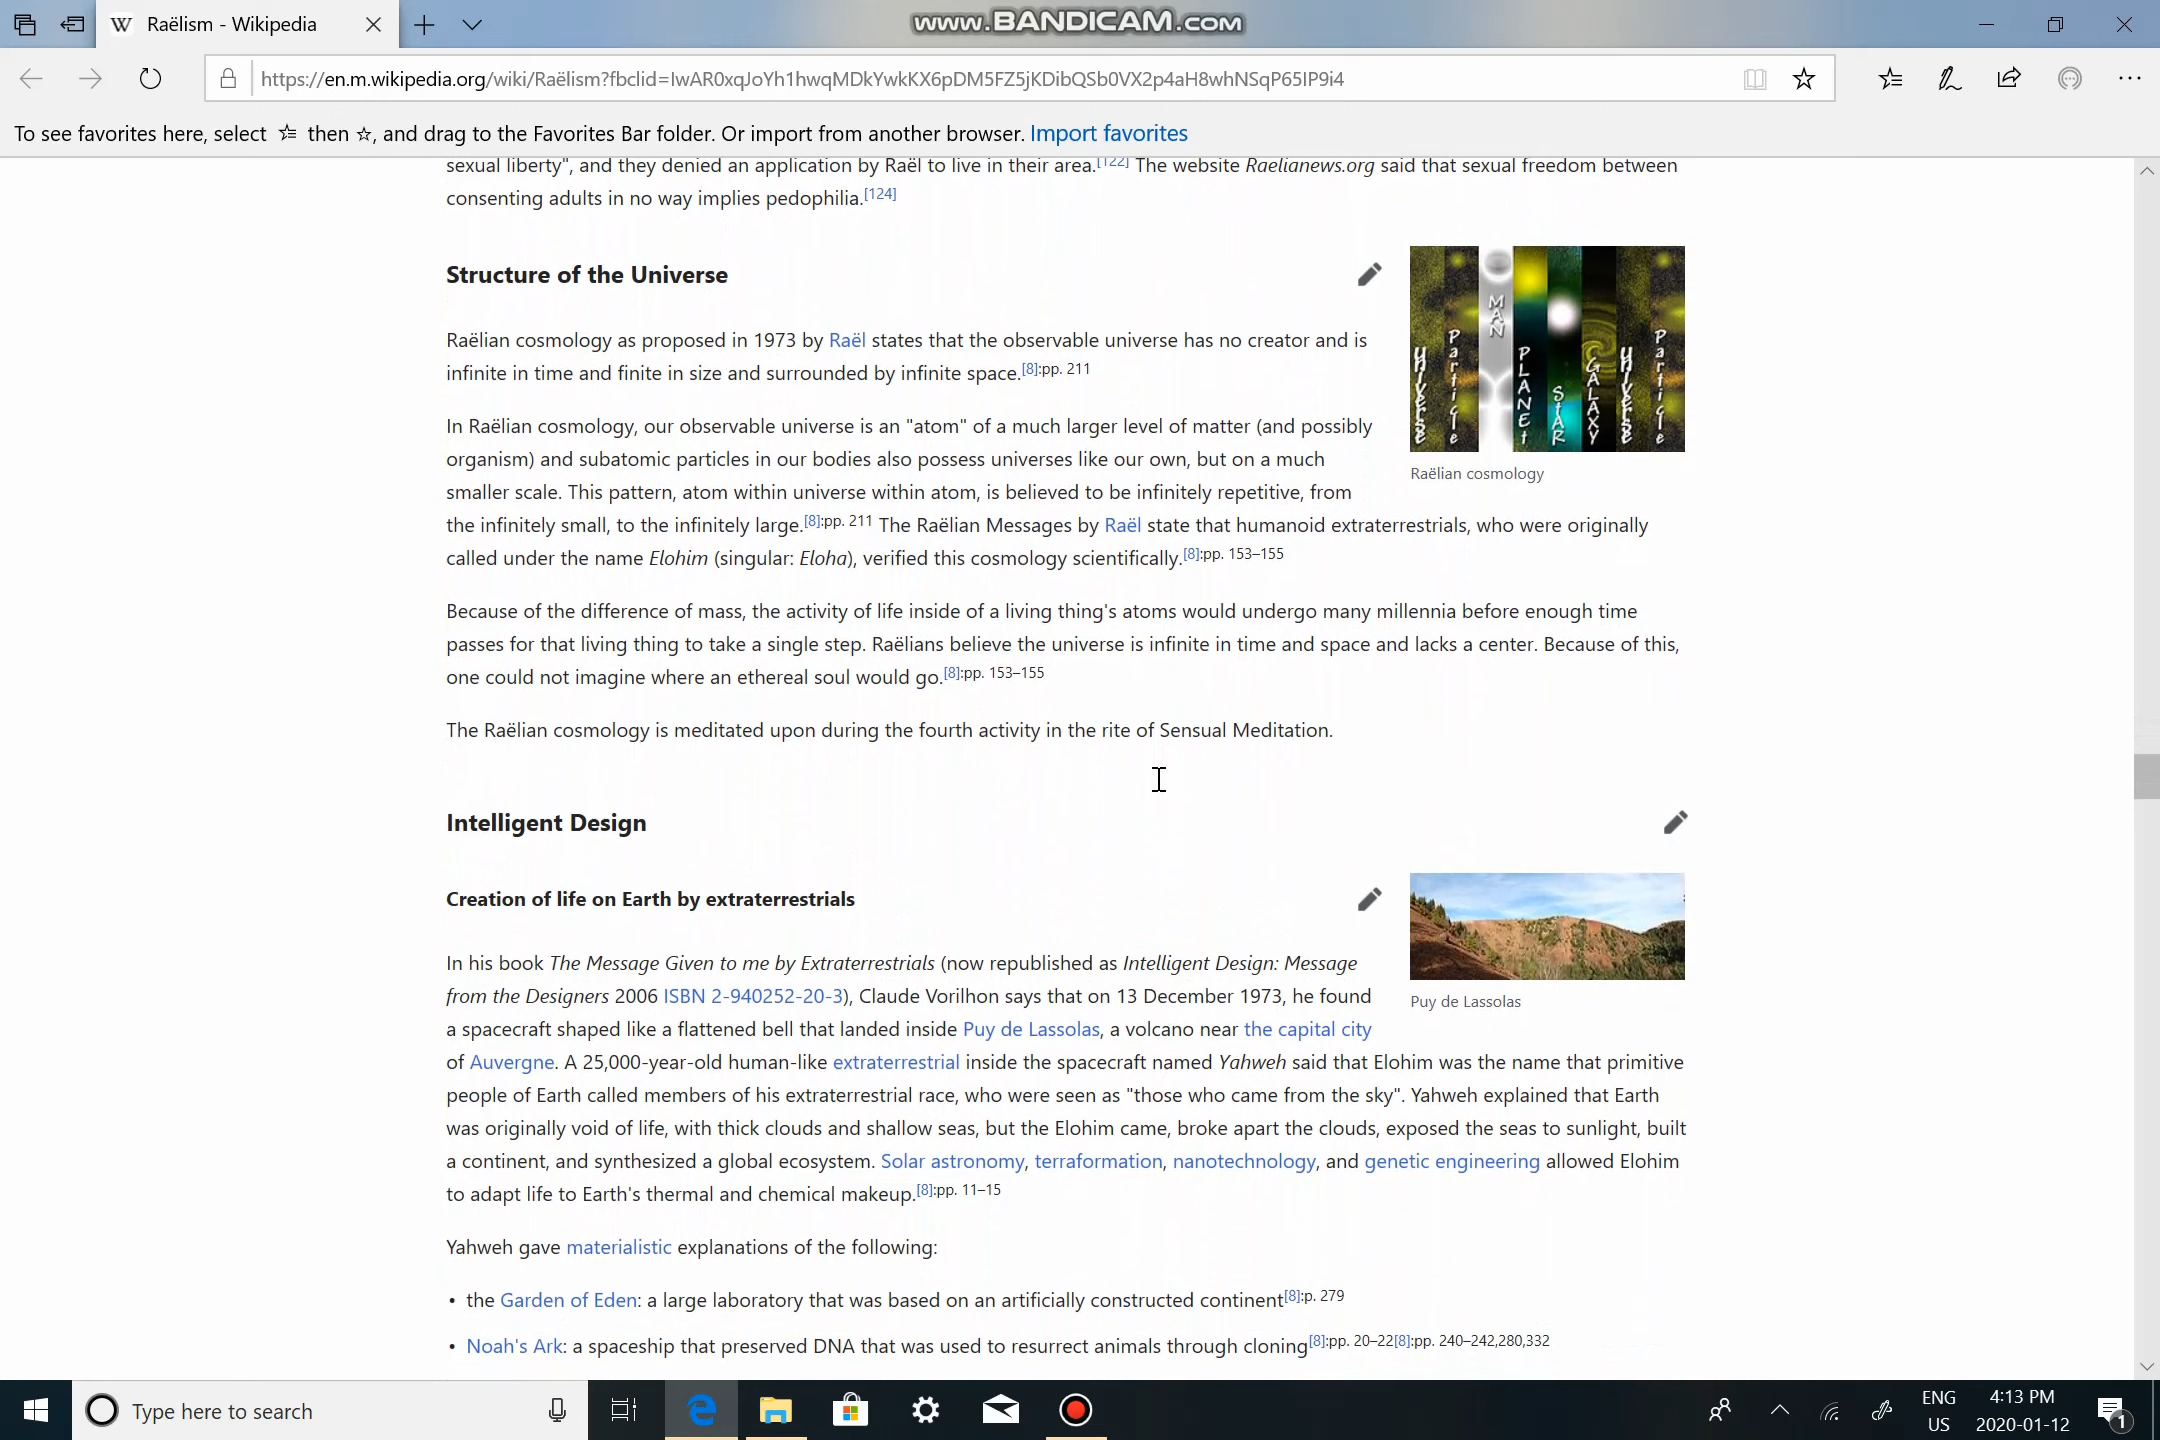 Raëlism - Wikipedia
www.BANDICAM.com
https://en.m.wikipedia.org/wiki/Raëlism?fbclid=IwAR0xqJoYh1hwqMDkYwkKX6pDM5FZ5jKDibQSb0VX2p4aH8whNSqP65IP9i4
To see favorites here, select then ☆, and drag to the Favorites Bar folder. Or import from another browser. Import favorites
sexual liberty", and they denied an application by Raël to live in their area.[122] The website Raelianews.org said that sexual freedom between
consenting adults in no way implies pedophilia.[124]
Structure of the Universe
Raëlian cosmology as proposed in 1973 by Raël states that the observable universe has no creator and is
infinite in time and finite in size and surrounded by infinite space.[8]:pp. 211
In Raëlian cosmology, our observable universe is an "atom" of a much larger level of matter (and possibly
organism) and subatomic particles in our bodies also possess universes like our own, but on a much
smaller scale. This pattern, atom within universe within atom, is believed to be infinitely repetitive, from
the infinitely small, to the infinitely large.[8]:pp. 211 The Raëlian Messages by Raël state that humanoid extraterrestrials, who were originally
called under the name Elohim (singular: Eloha), verified this cosmology scientifically.[8]:pp. 153–155
Universe
Particle
MAN
PLANEt
StAR
GALAXY
Universe
Particle
Raëlian cosmology
Because of the difference of mass, the activity of life inside of a living thing's atoms would undergo many millennia before enough time
passes for that living thing to take a single step. Raëlians believe the universe is infinite in time and space and lacks a center. Because of this,
one could not imagine where an ethereal soul would go.[8]:pp. 153–155
The Raëlian cosmology is meditated upon during the fourth activity in the rite of Sensual Meditation.
Intelligent Design
Creation of life on Earth by extraterrestrials
Puy de Lassolas
In his book The Message Given to me by Extraterrestrials (now republished as Intelligent Design: Message
from the Designers 2006 ISBN 2-940252-20-3), Claude Vorilhon says that on 13 December 1973, he found
a spacecraft shaped like a flattened bell that landed inside Puy de Lassolas, a volcano near the capital city
of Auvergne. A 25,000-year-old human-like extraterrestrial inside the spacecraft named Yahweh said that Elohim was the name that primitive
people of Earth called members of his extraterrestrial race, who were seen as "those who came from the sky". Yahweh explained that Earth
was originally void of life, with thick clouds and shallow seas, but the Elohim came, broke apart the clouds, exposed the seas to sunlight, built
a continent, and synthesized a global ecosystem. Solar astronomy, terraformation, nanotechnology, and genetic engineering allowed Elohim
to adapt life to Earth's thermal and chemical makeup.[8]:pp. 11–15
Yahweh gave materialistic explanations of the following:
• the Garden of Eden: a large laboratory that was based on an artificially constructed continent[8]:p. 279
• Noah's Ark: a spaceship that preserved DNA that was used to resurrect animals through cloning[8]:pp. 20–22[8]:pp. 240–242,280,332
Type here to search
ENG
US
4:13 PM
2020-01-12
1